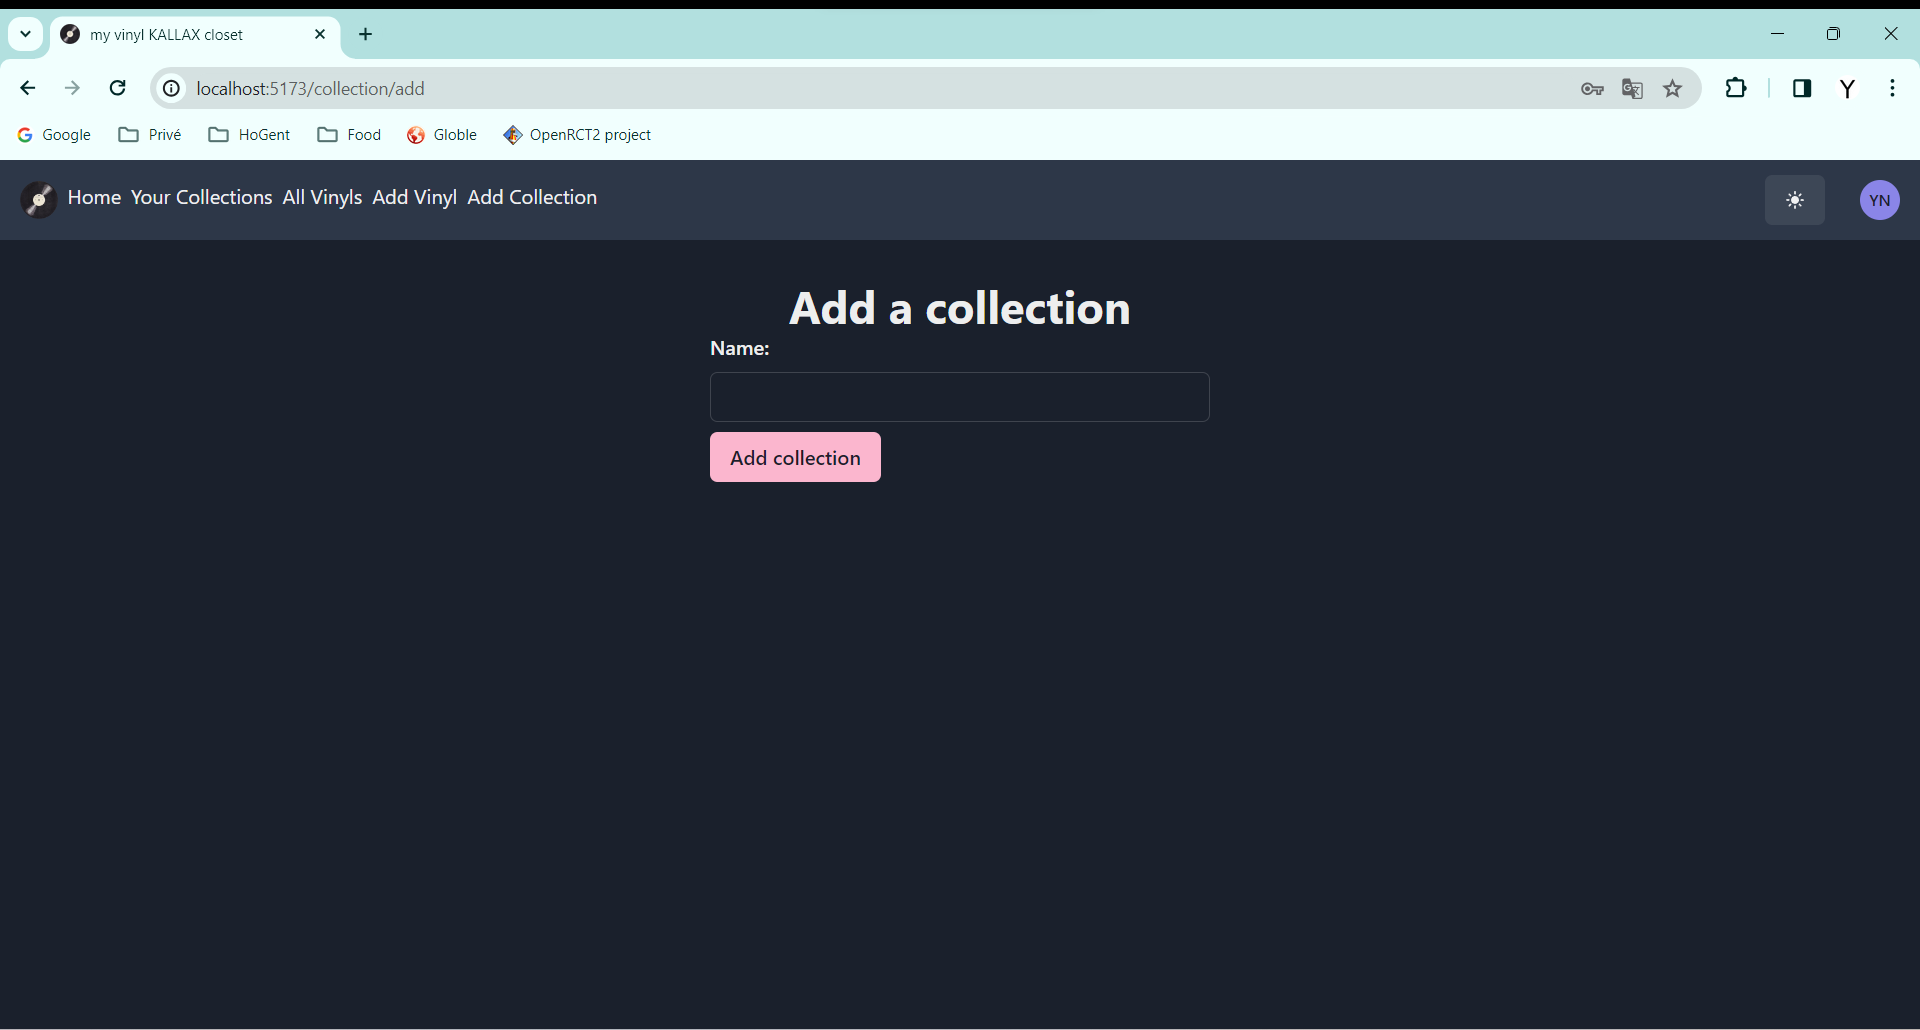 my vinyl KALLAX closet
localhost:5173/collection/add
Y
Google Privé HoGent Food Globle OpenRCT2 project
Home Your Collections All Vinyls Add Vinyl Add Collection
YN
Add a collection
Name:
Add collection